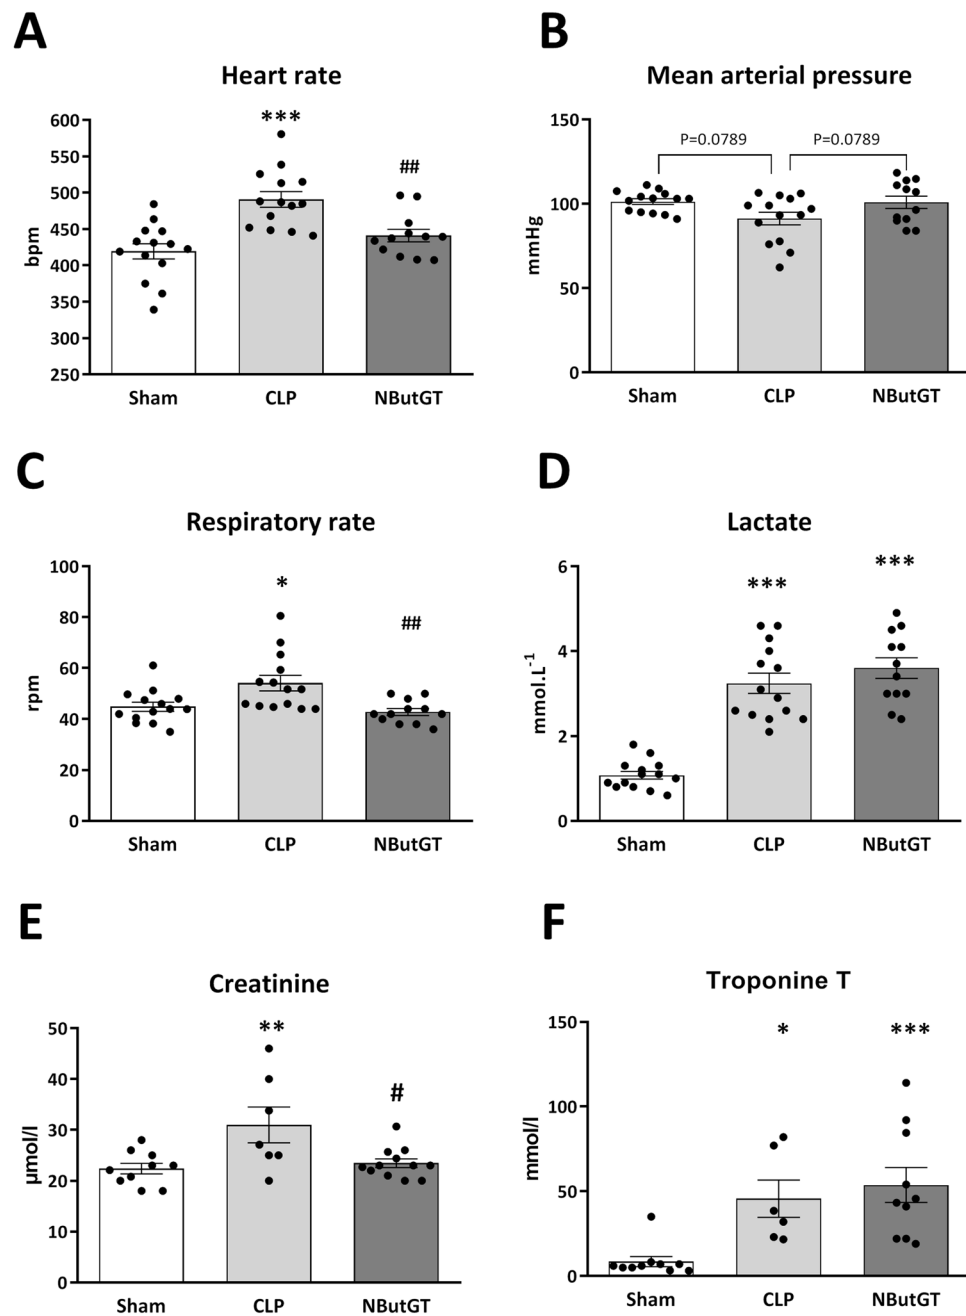 A
Heart rate
bpm
600
550
500
450
400
350
300
250
***
##
Sham
CLP
NButGT
B
Mean arterial pressure
mmHg
150
100
50
0
P=0.0789
P=0.0789
Sham
CLP
NButGT
C
Respiratory rate
rpm
100
80
60
40
20
0
*
##
Sham
CLP
NButGT
D
Lactate
mmol.L⁻¹
6
4
2
0
***
***
Sham
CLP
NButGT
E
Creatinine
µmol/l
50
40
30
20
10
0
**
#
Sham
CLP
NButGT
F
Troponine T
mmol/l
150
100
50
0
*
***
Sham
CLP
NButGT